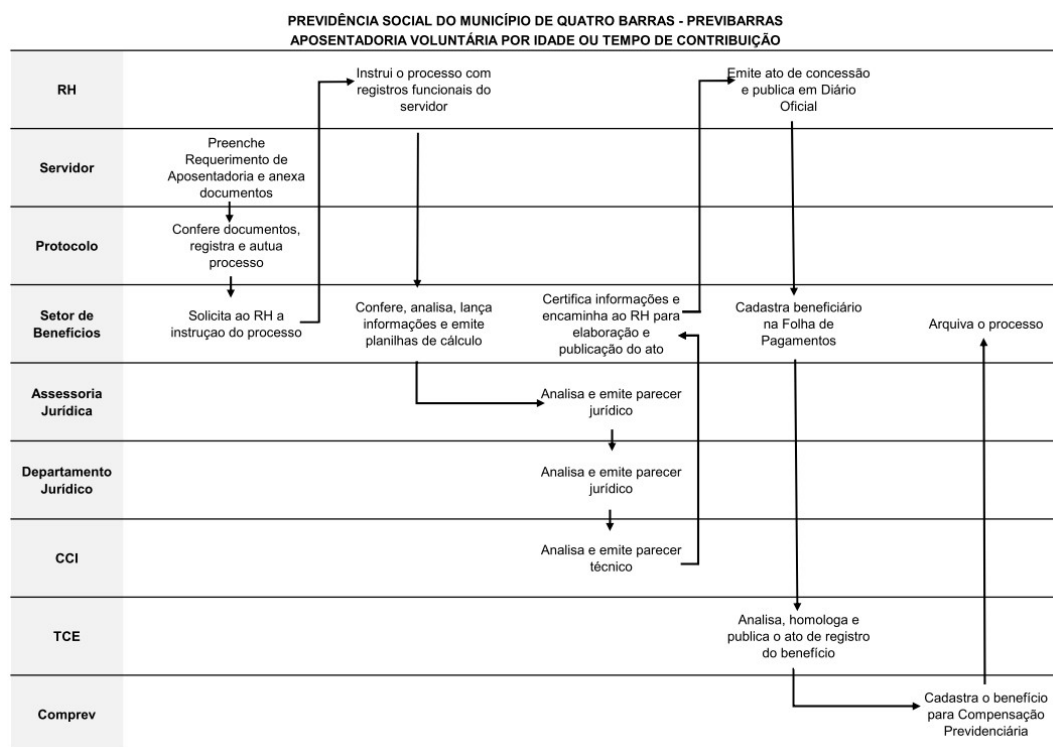 PREVIDÊNCIA SOCIAL DO MUNICÍPIO DE QUATRO BARRAS - PREVIBARRAS
APOSENTADORIA VOLUNTÁRIA POR IDADE OU TEMPO DE CONTRIBUIÇÃO
RH
Instrui o processo com
registros funcionais do
servidor
Emite ato de concessão
e publica em Diário
Oficial
Servidor
Preenche
Requerimento de
Aposentadoria e anexa
documentos
Protocolo
Confere documentos,
registra e autua
processo
Setor de
Benefícios
Solicita ao RH a
instruçao do processo
Confere, analisa, lança
informações e emite
planilhas de cálculo
Certifica informações e
encaminha ao RH para
elaboração e
publicação do ato
Cadastra beneficiário
na Folha de
Pagamentos
Arquiva o processo
Assessoria
Jurídica
Analisa e emite parecer
jurídico
Departamento
Jurídico
Analisa e emite parecer
jurídico
CCI
Analisa e emite parecer
técnico
TCE
Analisa, homologa e
publica o ato de registro
do benefício
Comprev
Cadastra o benefício
para Compensação
Previdenciária